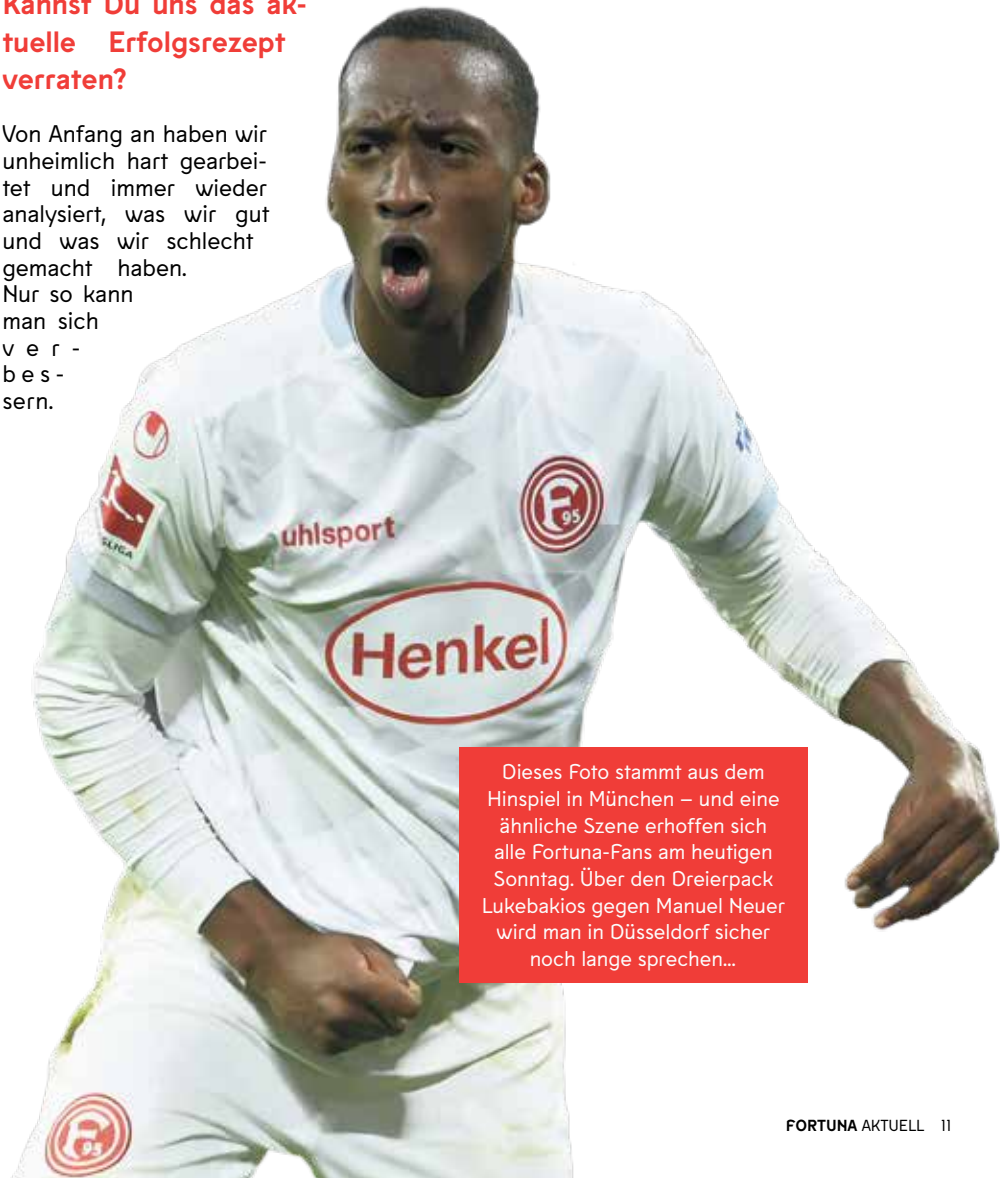 Kannst Du uns das ak-
tuelle Erfolgsrezept
verraten?
Von Anfang an haben wir
unheimlich hart gearbei-
tet und immer wieder
analysiert, was wir gut
und was wir schlecht
gemacht haben.
Nur so kann
man sich
ver-
bes-
sern.
uhlsport
F95
Henkel
Dieses Foto stammt aus dem
Hinspiel in München – und eine
ähnliche Szene erhoffen sich
alle Fortuna-Fans am heutigen
Sonntag. Über den Dreierpack
Lukebakios gegen Manuel Neuer
wird man in Düsseldorf sicher
noch lange sprechen...
F95
FORTUNA AKTUELL 11